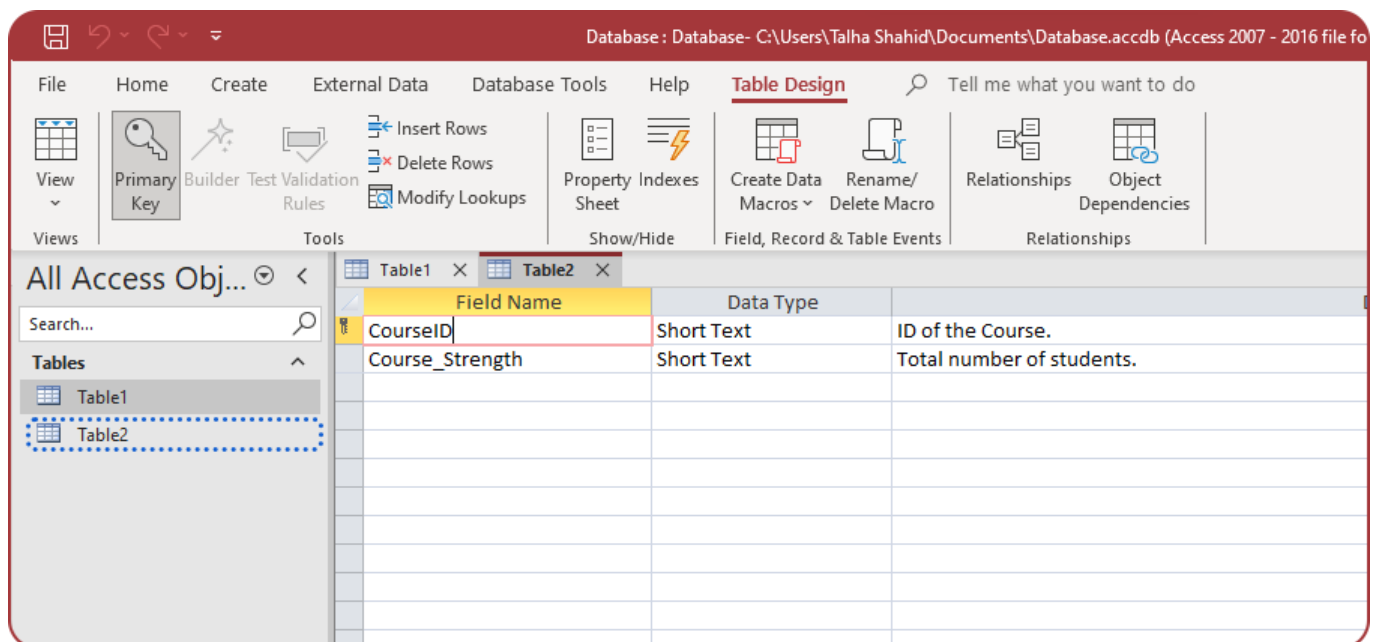 Database : Database- C:\Users\Talha Shahid\Documents\Database.accdb (Access 2007 - 2016 file fo
File Home Create External Data Database Tools Help Table Design Tell me what you want to do
View
Primary Key
Builder
Test Validation Rules
Insert Rows
Delete Rows
Modify Lookups
Property Sheet
Indexes
Create Data Macros
Rename/ Delete Macro
Relationships
Object Dependencies
Views Tools Show/Hide Field, Record & Table Events Relationships
All Access Obj...
Search...
Tables
Table1
Table2
Table1 Table2
Field Name Data Type
CourseID Short Text ID of the Course.
Course_Strength Short Text Total number of students.